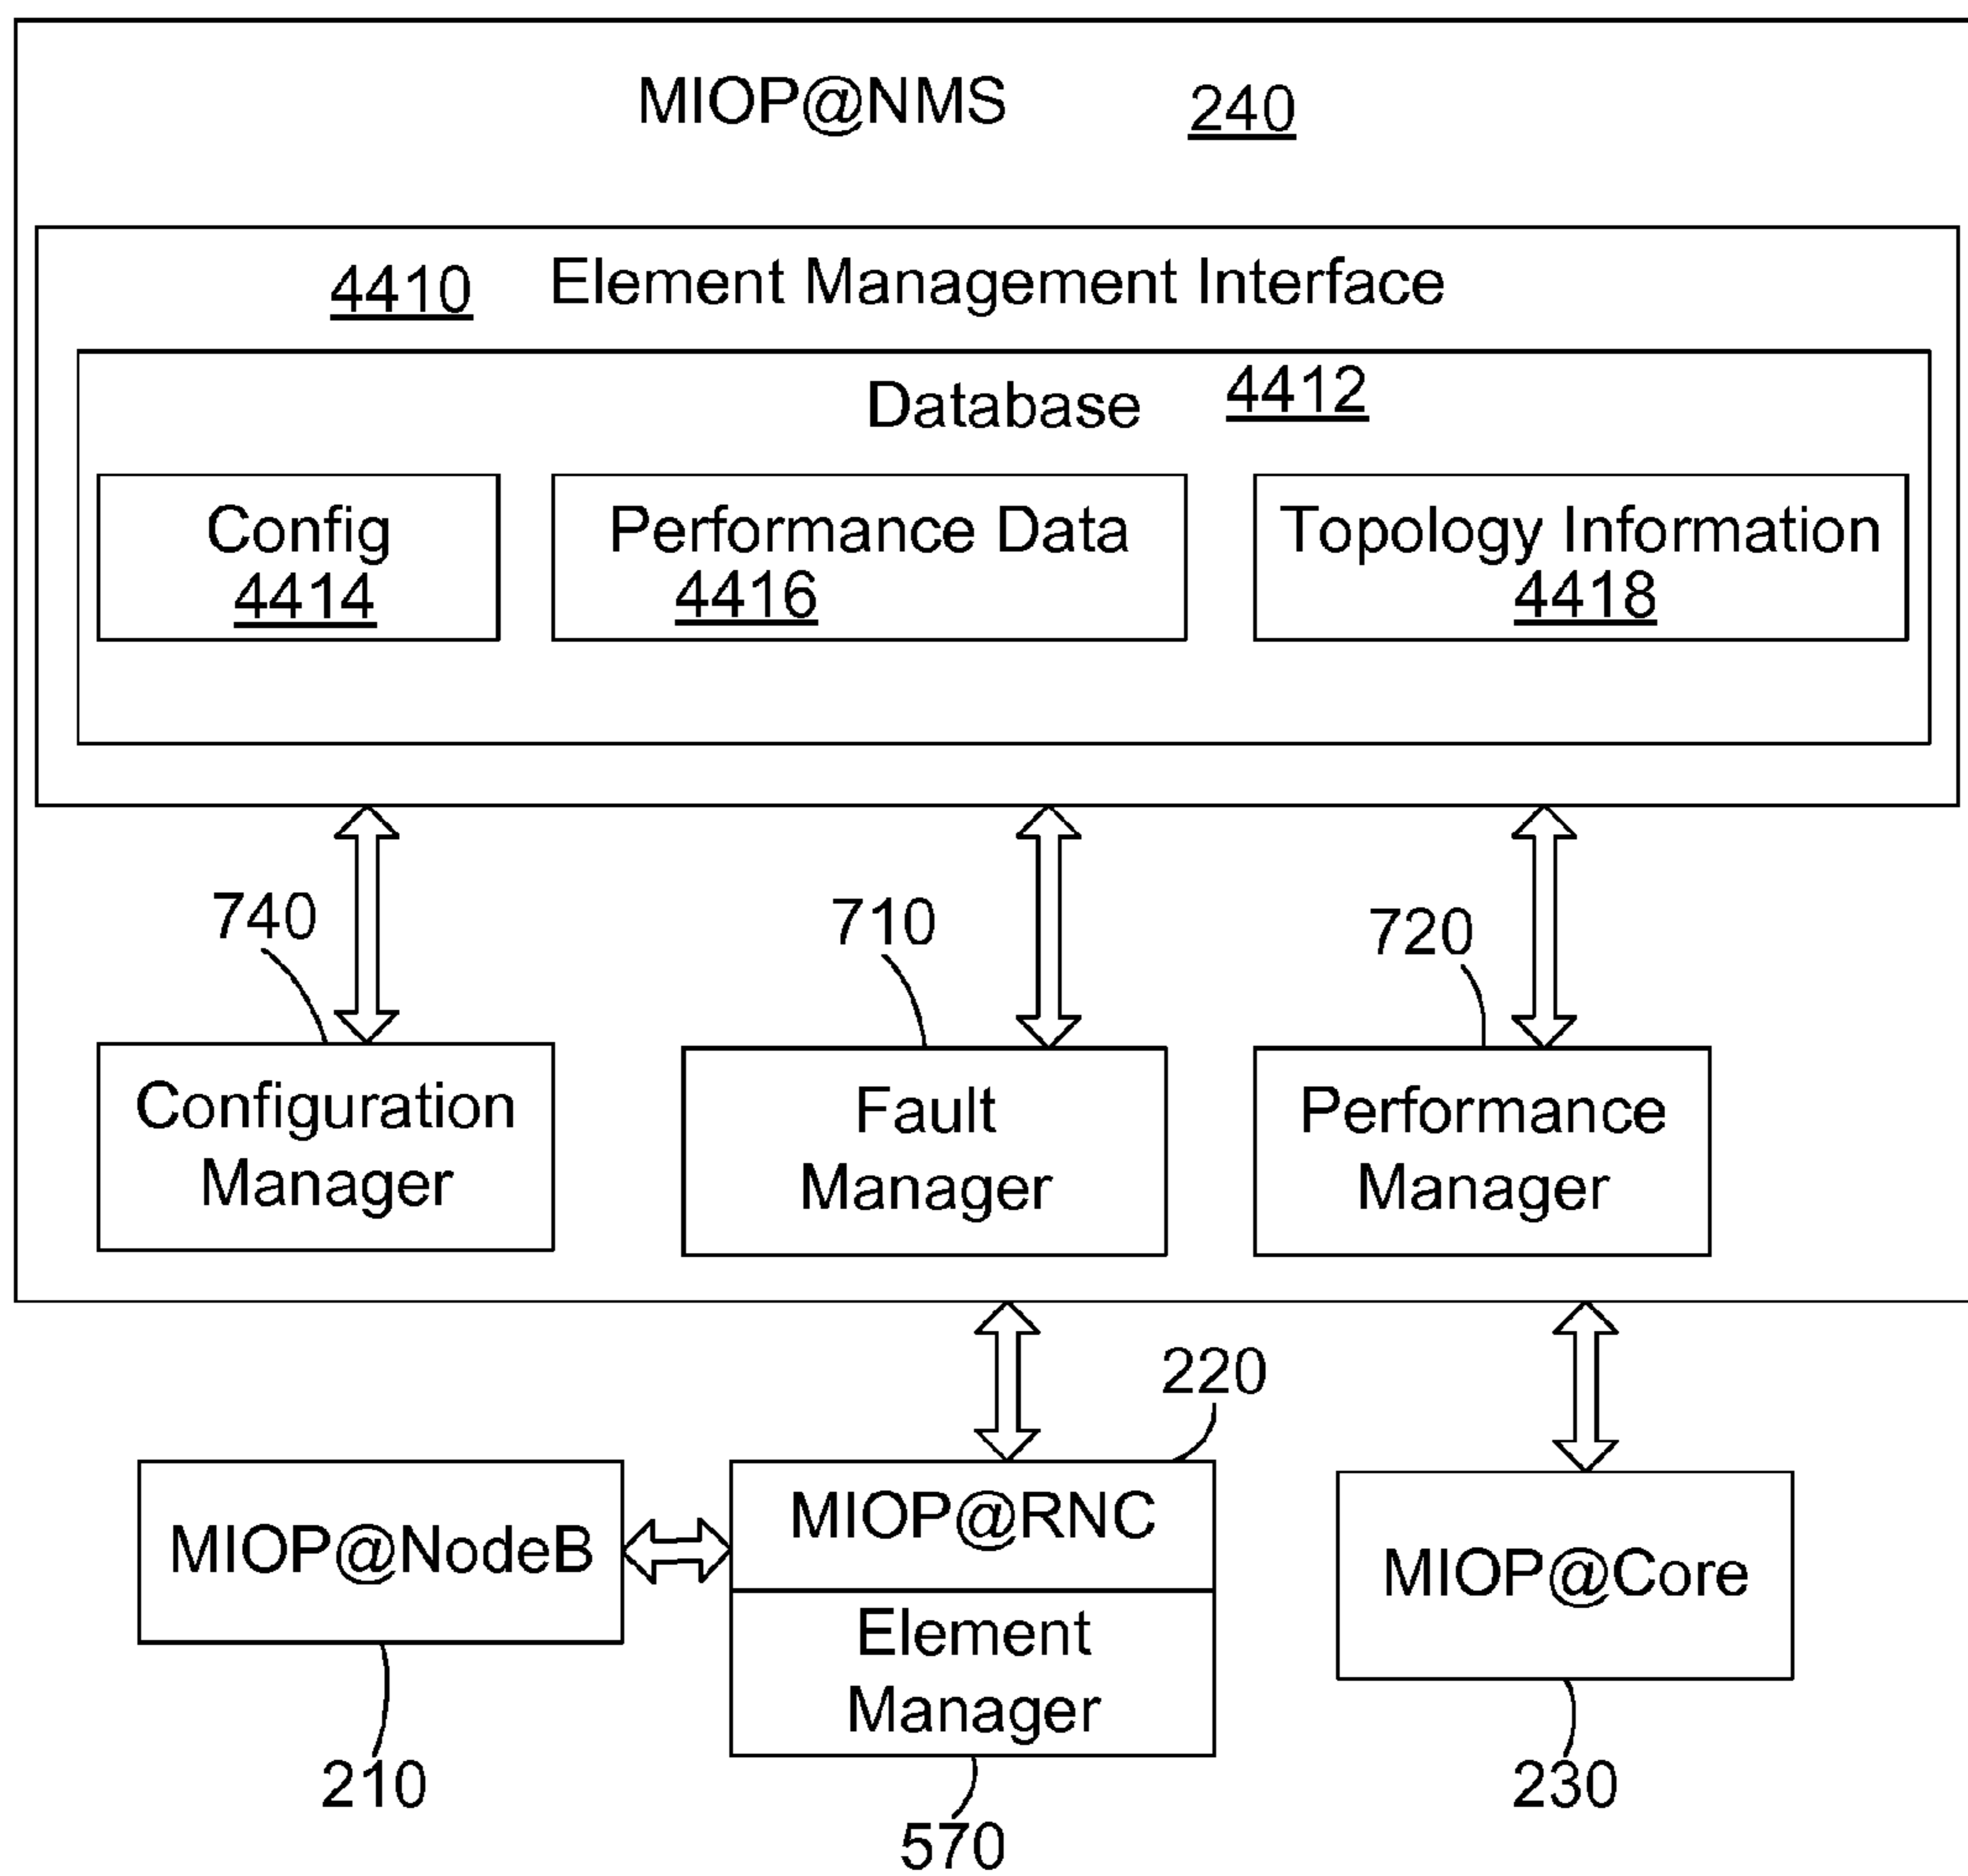 MIOP@NMS 240
4410 Element Management Interface
Database 4412
Config
4414
Performance Data
4416
Topology Information
4418
740
710
720
Configuration
Manager
Fault
Manager
Performance
Manager
220
MIOP@NodeB
MIOP@RNC
Element
Manager
MIOP@Core
210
570
230